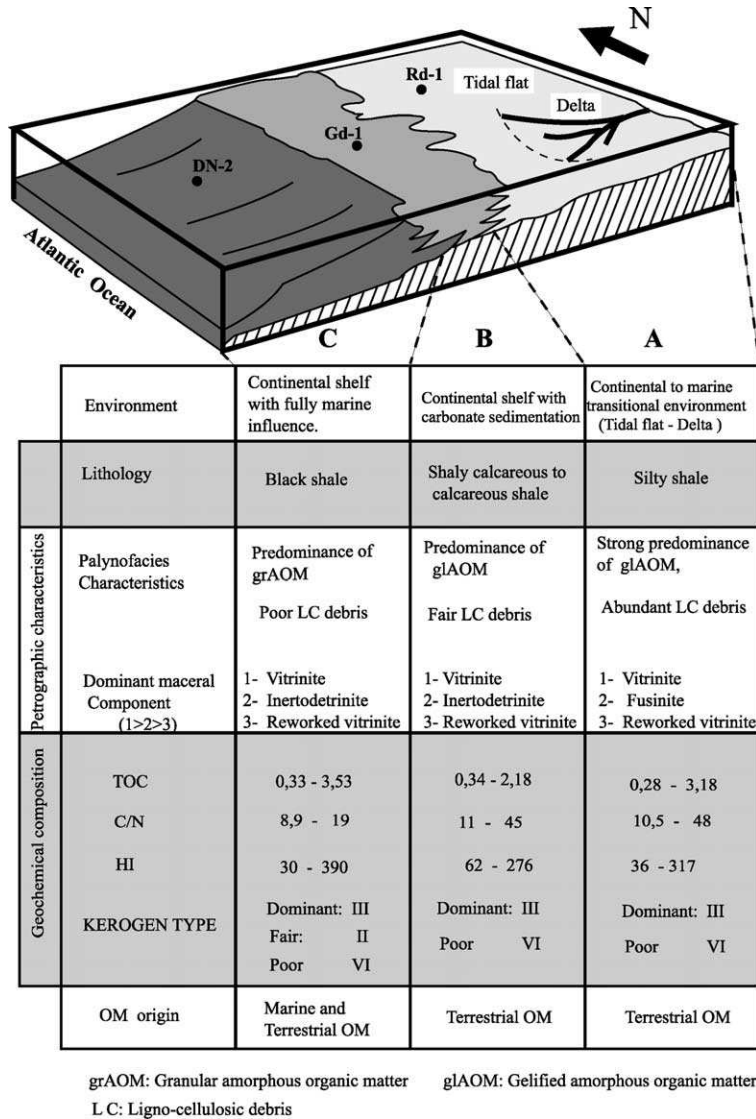 N
Rd-1
Tidal flat
Delta
Gd-1
DN-2
Atlantic Ocean
C B A
Environment
Continental shelf
with fully marine
influence.
Continental shelf with
carbonate sedimentation
Continental to marine
transitional environment
(Tidal flat - Delta )
Lithology
Black shale
Shaly calcareous to
calcareous shale
Silty shale
Petrographic characteristics
Palynofacies
Characteristics
Predominance of
grAOM
Poor LC debris
Predominance of
glAOM
Fair LC debris
Strong predominance
of glAOM,
Abundant LC debris
Dominant maceral
Component
(1>2>3)
1- Vitrinite
2- Inertodetrinite
3- Reworked vitrinite
1- Vitrinite
2- Inertodetrinite
3- Reworked vitrinite
1- Vitrinite
2- Fusinite
3- Reworked vitrinite
Geochemical composition
TOC 0,33 - 3,53 0,34 - 2,18 0,28 - 3,18
C/N 8,9 - 19 11 - 45 10,5 - 48
HI 30 - 390 62 - 276 36 - 317
KEROGEN TYPE
Dominant: III
Fair: II
Poor VI
Dominant: III
Poor VI
Dominant: III
Poor VI
OM origin
Marine and
Terrestrial OM
Terrestrial OM
Terrestrial OM
grAOM: Granular amorphous organic matter glAOM: Gelified amorphous organic matter
L C: Ligno-cellulosic debris